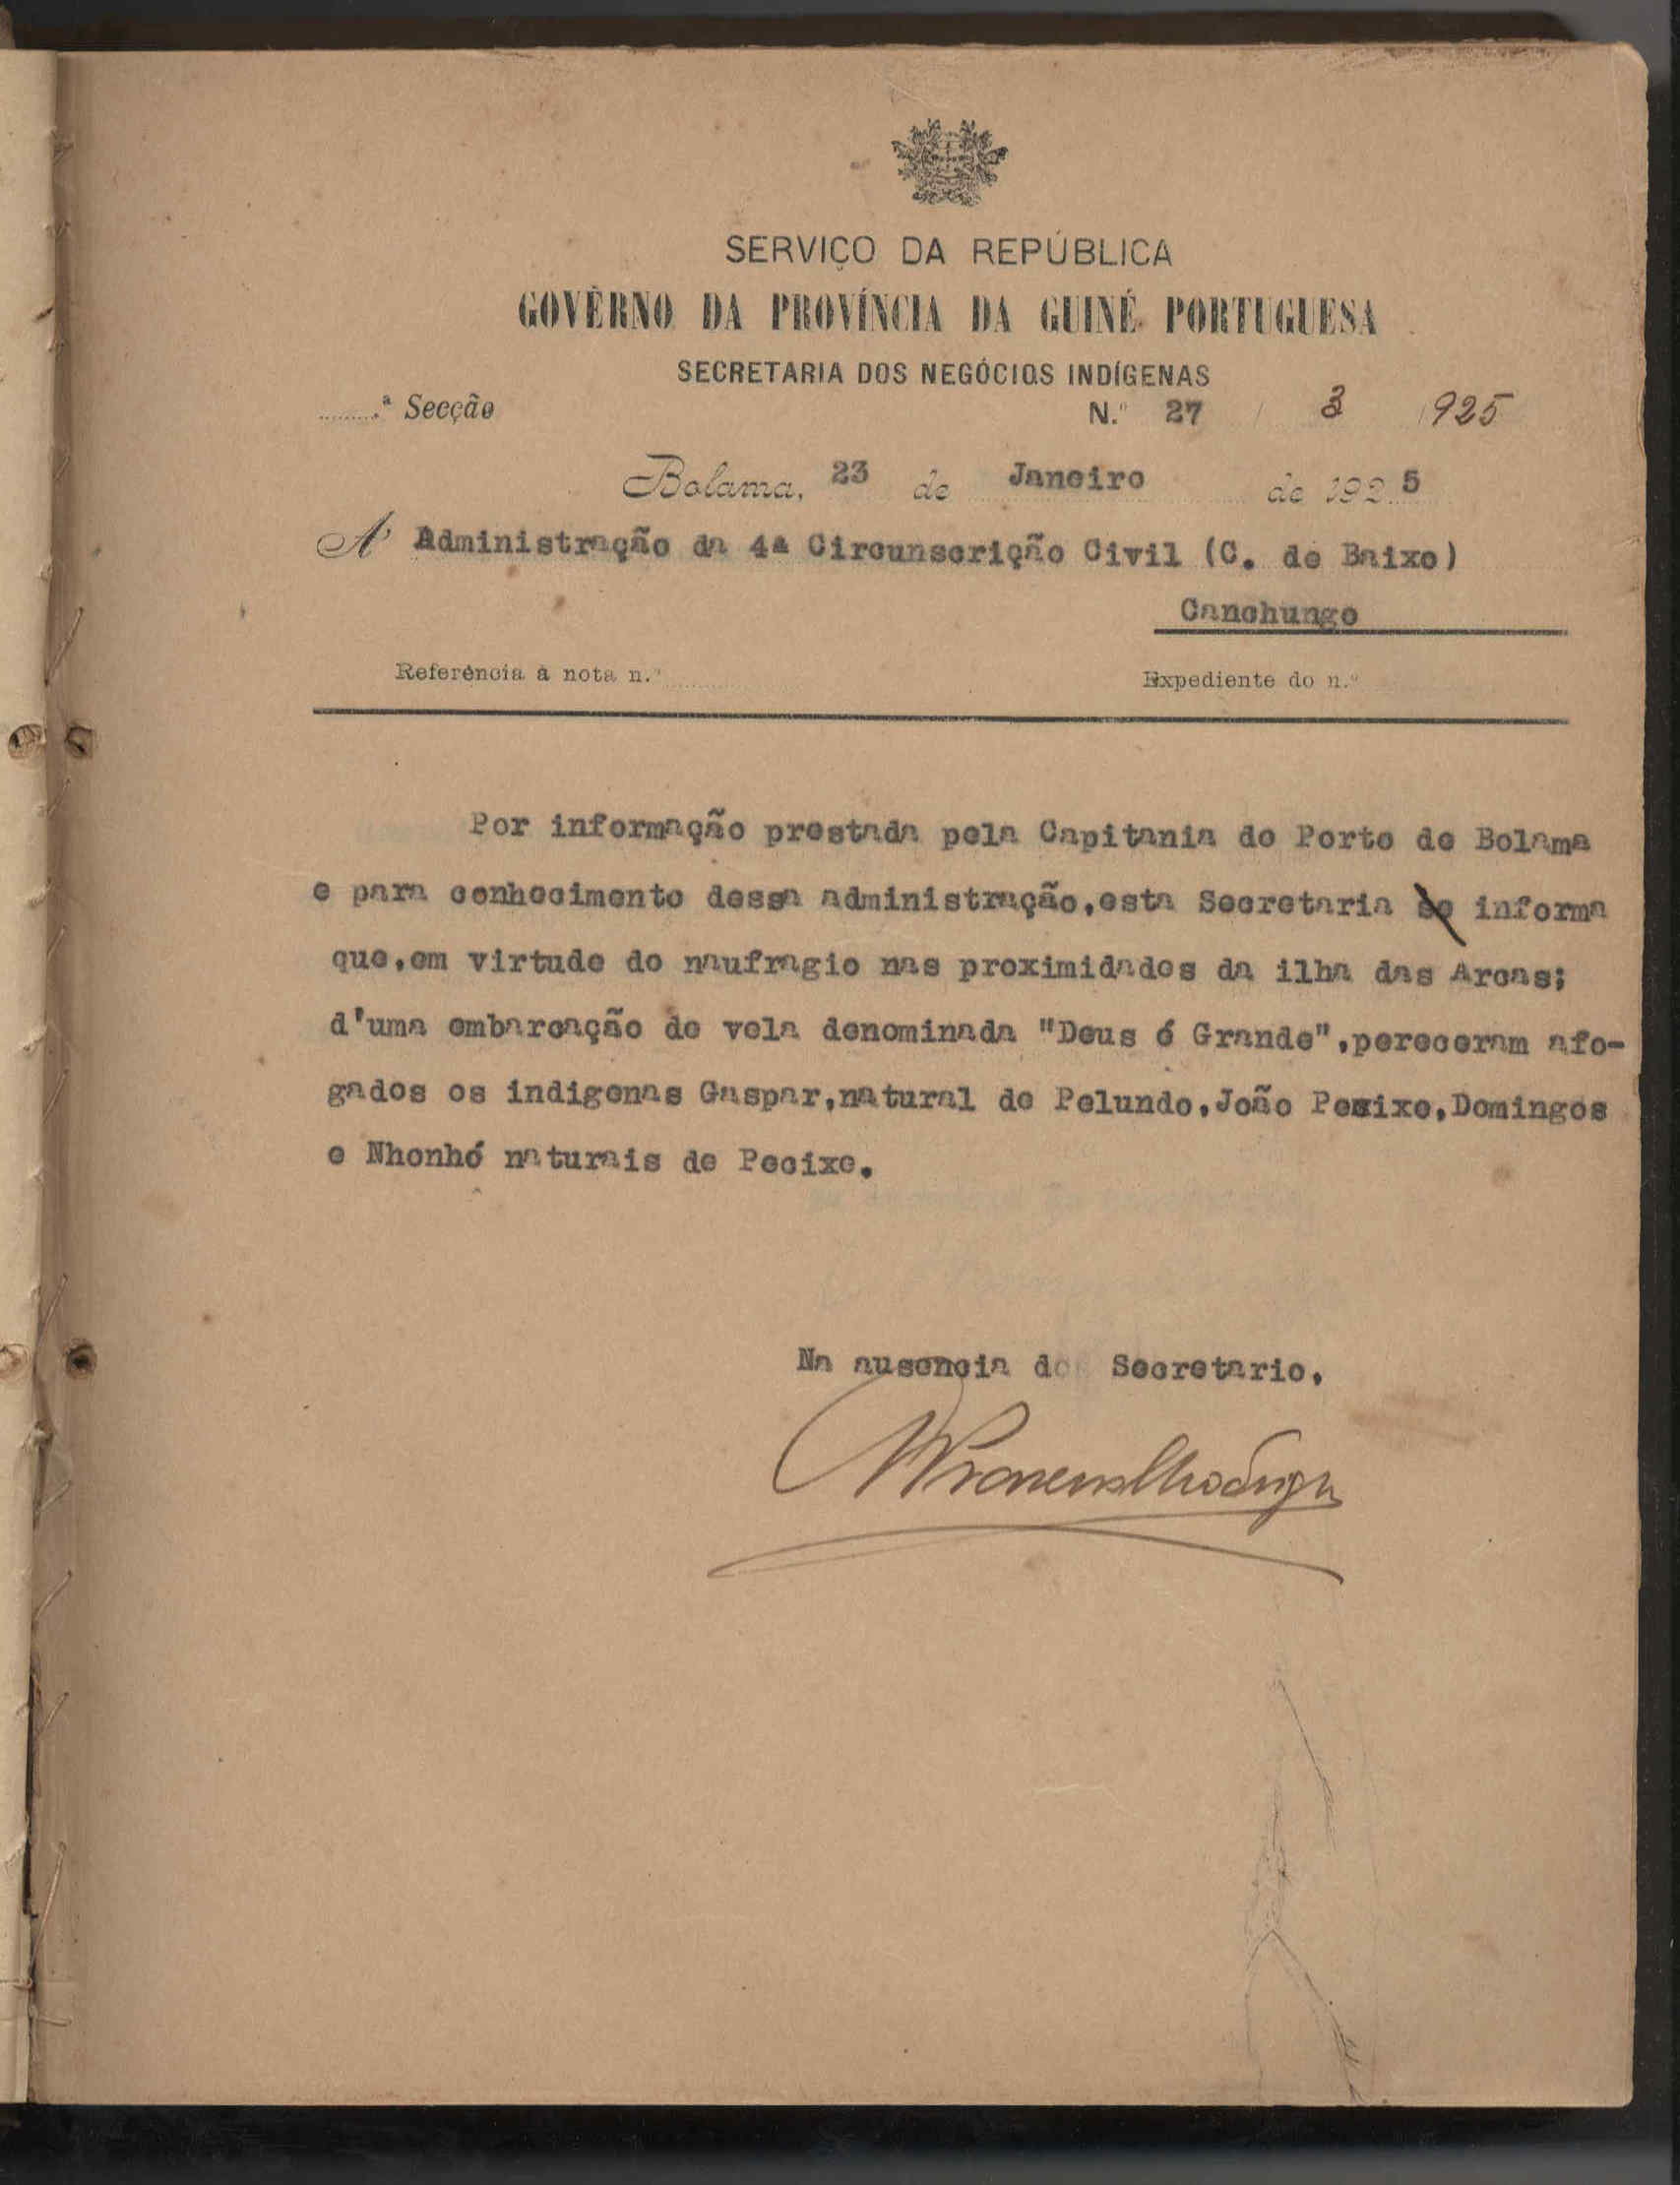 SERVIÇO DA REPÚBLICA
GOVÊRNO DA PROVÍNCIA DA GUINÉ PORTUGUESA
SECRETARIA DOS NEGÓCIOS INDÍGENAS
.ª Secção N.º 27 / 3 / 925
Bolama, 23 de Janeiro de 1925
A' Administração da 4ª Circunscrição Civil (C. de Baixo)
Canchungo
Referência à nota n.º Expediente do n.º
Por informação prestada pela Capitania do Porto de Bolama
e para conhecimento dessa administração,esta Secretaria informa
que,em virtude do naufragio nas proximidades da ilha das Arcas;
d'uma embarcação de vela denominada "Deus é Grande",pereceram afo-
gados os indigenas Gaspar,natural de Pelundo,João Peixixe,Domingos
e Nhonhó naturais de Pecixe.
Na ausencia do Secretario,